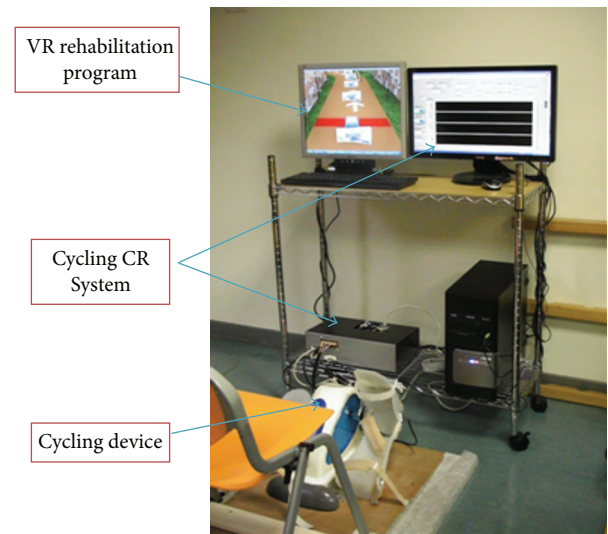 VR rehabilitation
program
Cycling CR
System
Cycling device